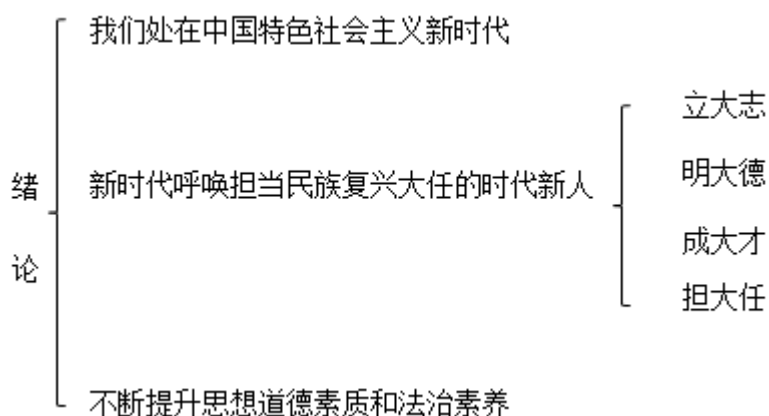 绪论
我们处在中国特色社会主义新时代
新时代呼唤担当民族复兴大任的时代新人
立大志
明大德
成大才
担大任
不断提升思想道德素质和法治素养